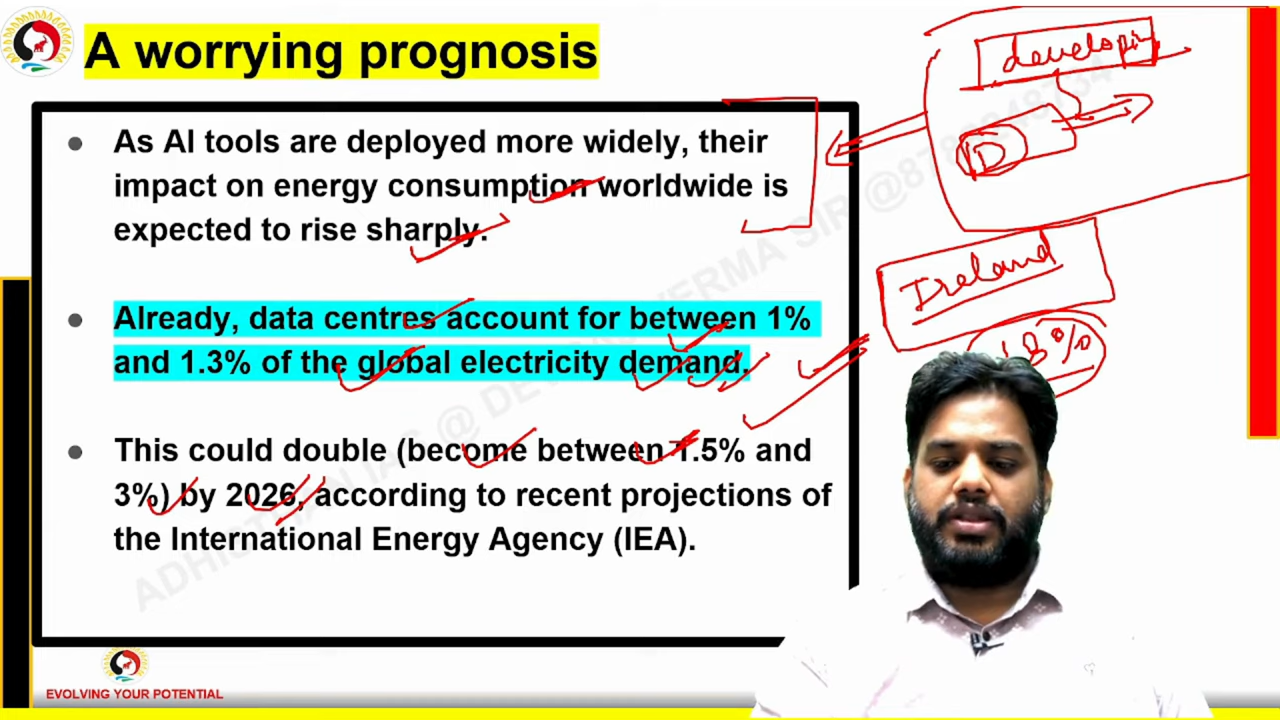 A worrying prognosis
developing
ID
As AI tools are deployed more widely, their
impact on energy consumption worldwide is
expected to rise sharply.
Ireland
18%
Already, data centres account for between 1%
and 1.3% of the global electricity demand.
This could double (become between 1.5% and
3%) by 2026, according to recent projections of
the International Energy Agency (IEA).
EVOLVING YOUR POTENTIAL